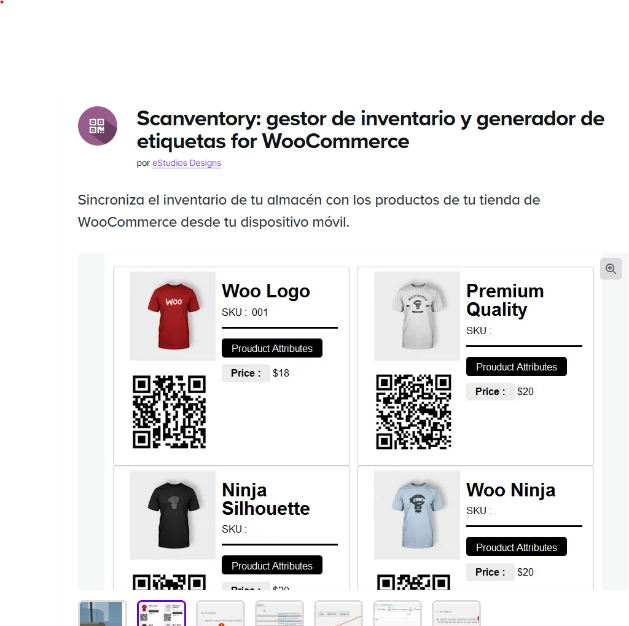 Scanventory: gestor de inventario y generador de
etiquetas for WooCommerce
por eStudios Designs
Sincroniza el inventario de tu almacén con los productos de tu tienda de
WooCommerce desde tu dispositivo móvil.
WOO
Woo Logo
SKU : 001
Prouduct Attributes
Price : $18
Premium
Quality
SKU :
Prouduct Attributes
Price : $20
Ninja
Silhouette
SKU :
Prouduct Attributes
Price : $20
Woo Ninja
SKU :
Prouduct Attributes
Price : $20